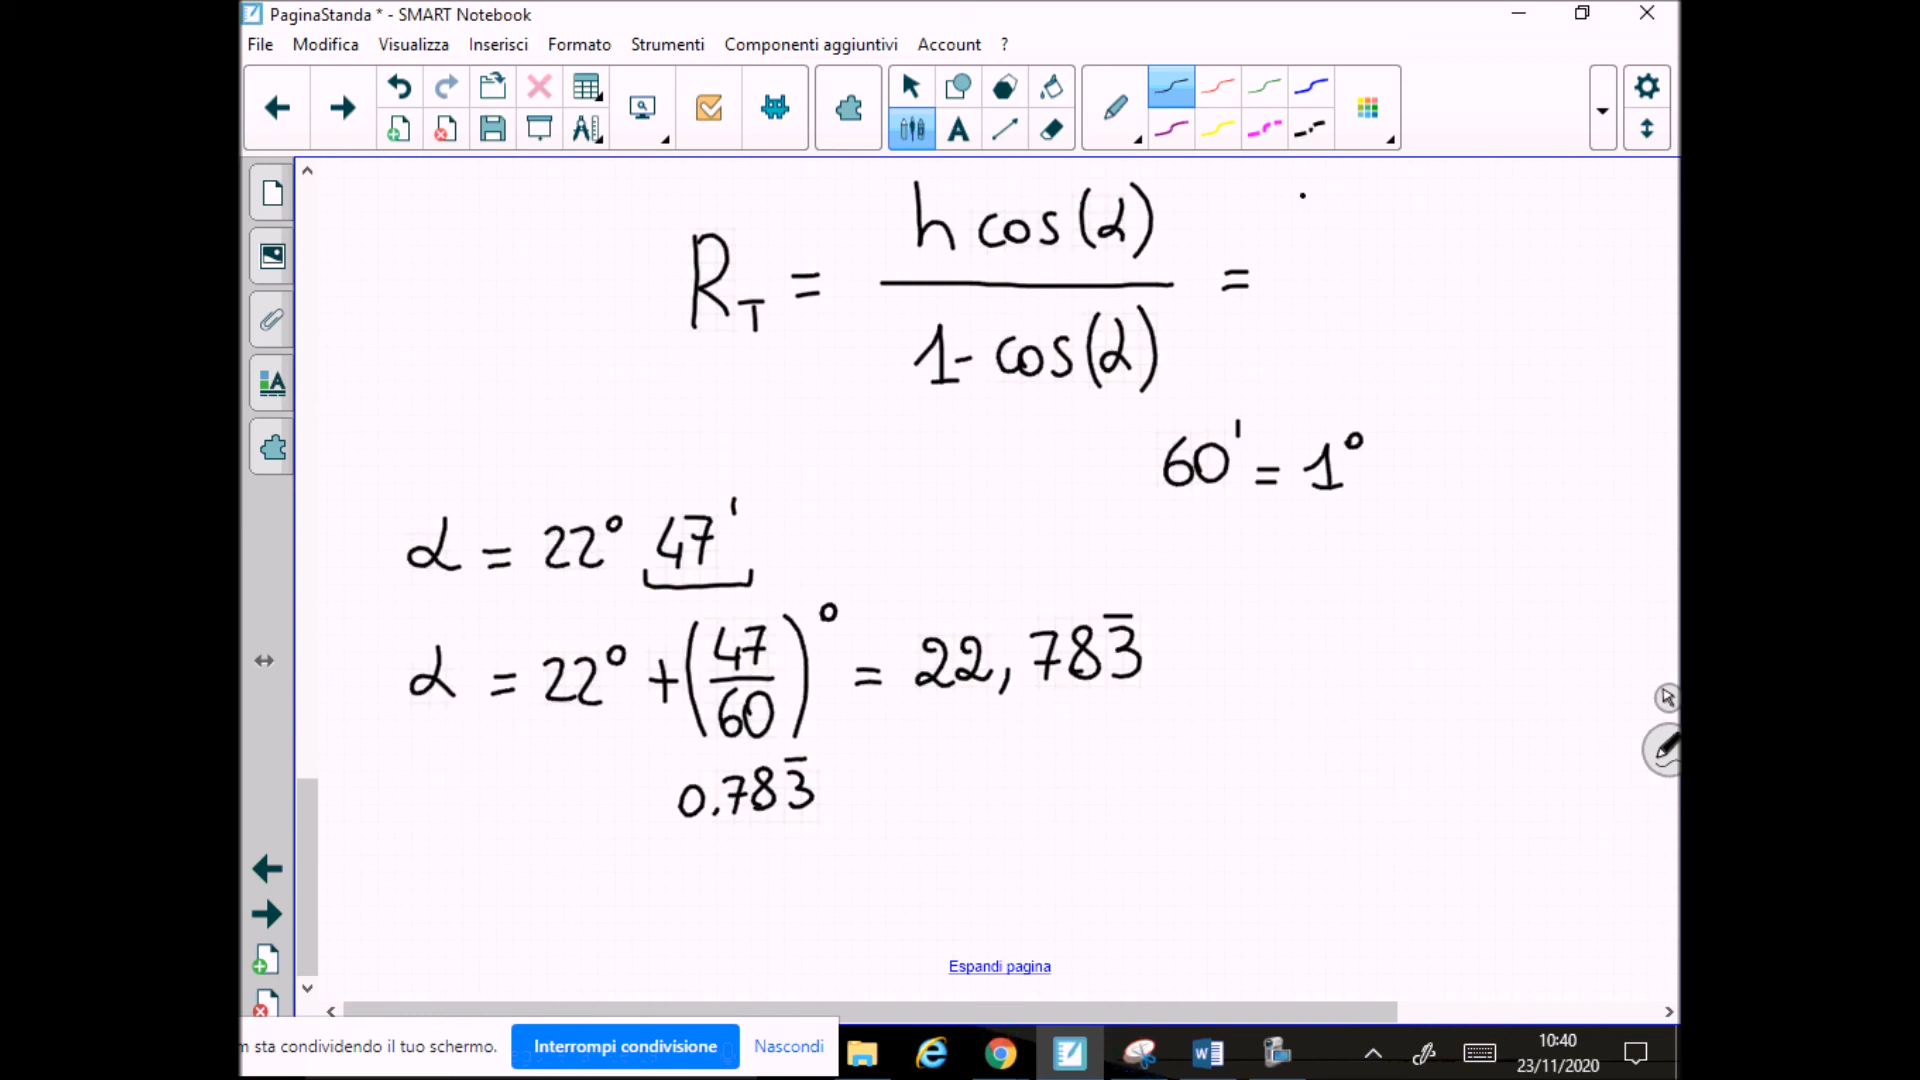 PaginaStanda * - SMART Notebook
File Modifica Visualizza Inserisci Formato Strumenti Componenti aggiuntivi Account ?
R_T = h cos(α) / 1 - cos(α) =
60' = 1°
α = 22° 47'
α = 22° + (47/60)° = 22,783̅
0.783̅
Espandi pagina
m sta condividendo il tuo schermo. Interrompi condivisione Nascondi
10:40
23/11/2020